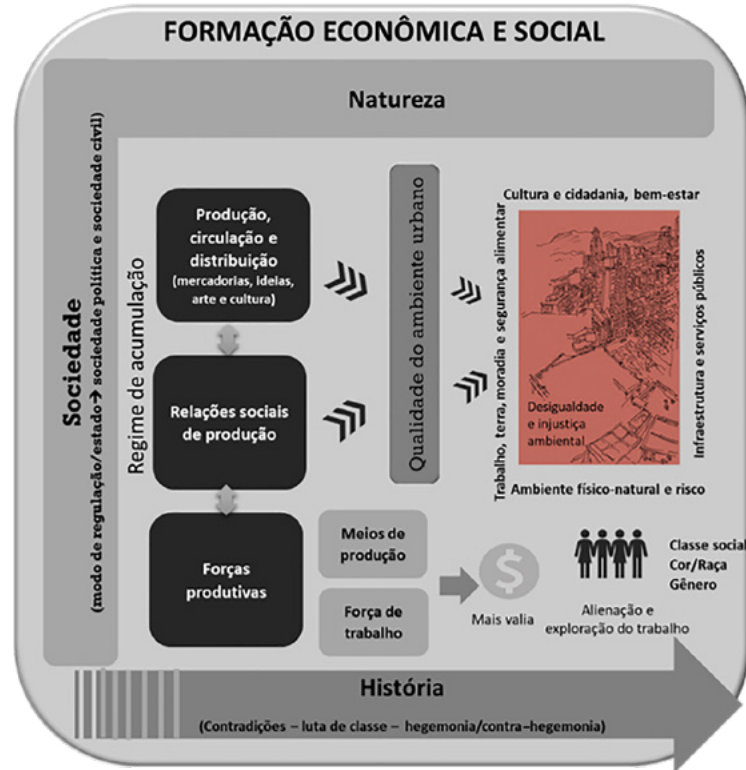 FORMAÇÃO ECONÔMICA E SOCIAL
Natureza
Sociedade
(modo de regulação/estado→ sociedade política e sociedade civil)
Regime de acumulação
Produção,
circulação e
distribuição
(mercadorias, ideias,
arte e cultura)
Relações sociais
de produção
Forças
produtivas
Qualidade do ambiente urbano
Cultura e cidadania, bem-estar
Trabalho, terra, moradia e segurança alimentar
Desigualdade
e injustiça
ambiental
Infraestrutura e serviços públicos
Ambiente físico-natural e risco
Meios de
produção
Força de
trabalho
$
Mais valia
Classe social
Cor/Raça
Gênero
Alienação e
exploração do trabalho
História
(Contradições – luta de classe – hegemonia/contra-hegemonia)